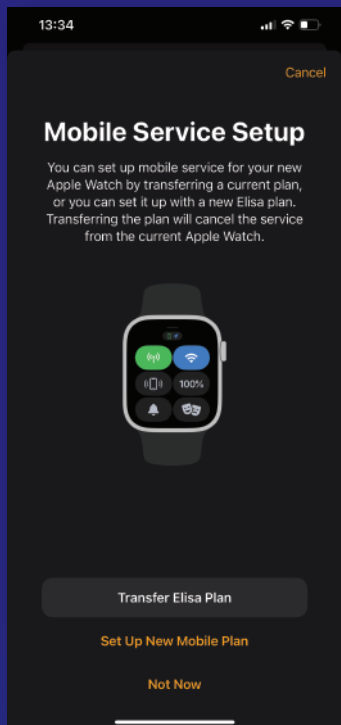 13:34
Cancel
Mobile Service Setup
You can set up mobile service for your new
Apple Watch by transferring a current plan,
or you can set it up with a new Elisa plan.
Transferring the plan will cancel the service
from the current Apple Watch.
100%
Transfer Elisa Plan
Set Up New Mobile Plan
Not Now